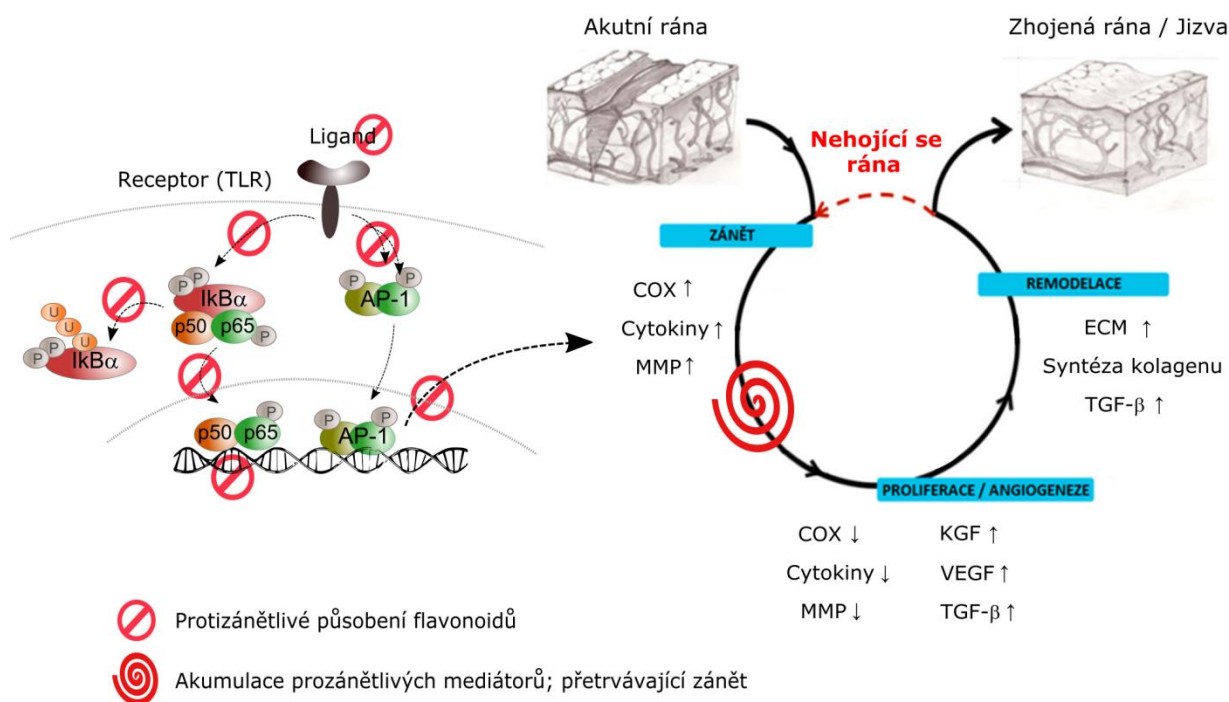 Akutní rána
Zhojená rána / Jizva
Ligand
Receptor (TLR)
Nehojící se
rána
ZÁNĚT
COX ↑
Cytokiny ↑
MMP ↑
REMODELACE
ECM ↑
Syntéza kolagenu
TGF-β ↑
P
P
IkBα
p50
p65
P
P
P
AP-1
U
U
U
P
P
IkBα
P
p50
p65
P
P
AP-1
PROLIFERACE / ANGIOGENEZE
COX ↓
KGF ↑
Cytokiny ↓
VEGF ↑
MMP ↓
TGF-β ↑
Protizánětlivé působení flavonoidů
Akumulace prozánětlivých mediátorů; přetrvávající zánět